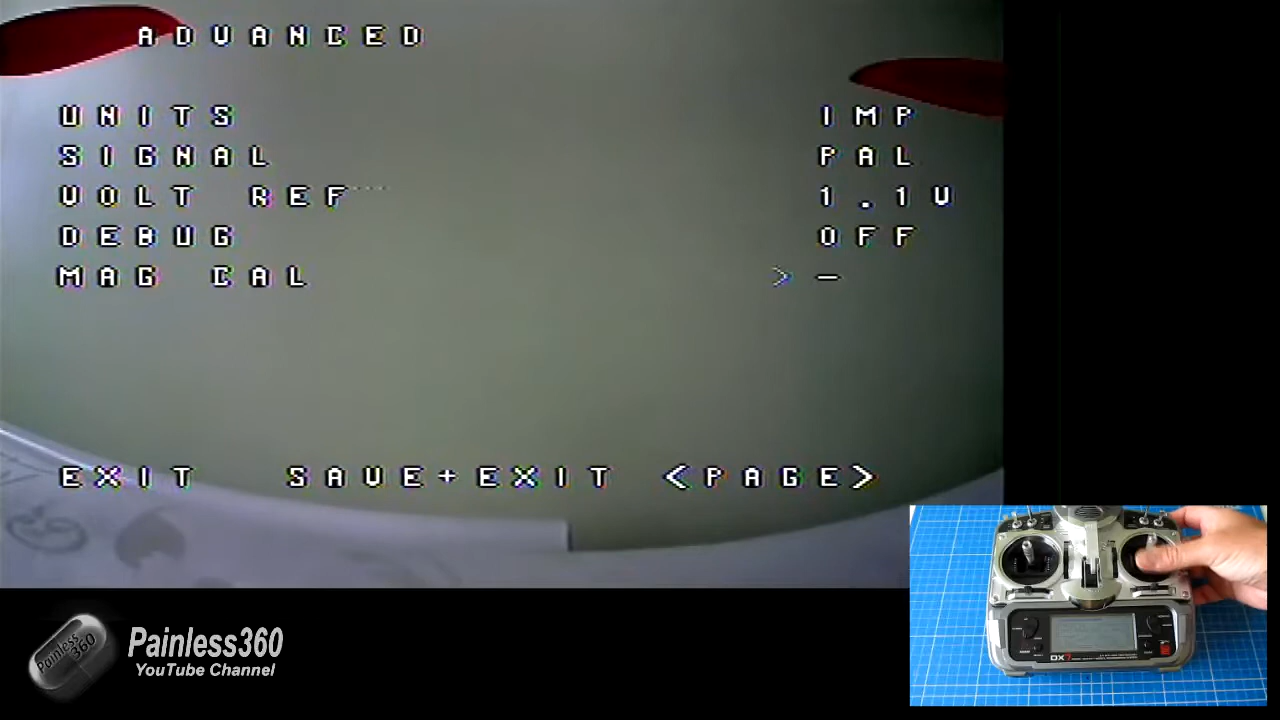 ADVANCED
UNITS IMP
SIGNAL PAL
VOLT REF 1.1V
DEBUG OFF
MAG CAL > -
EXIT SAVE+EXIT <PAGE>
Painless360
Painless360
YouTube Channel
DX7